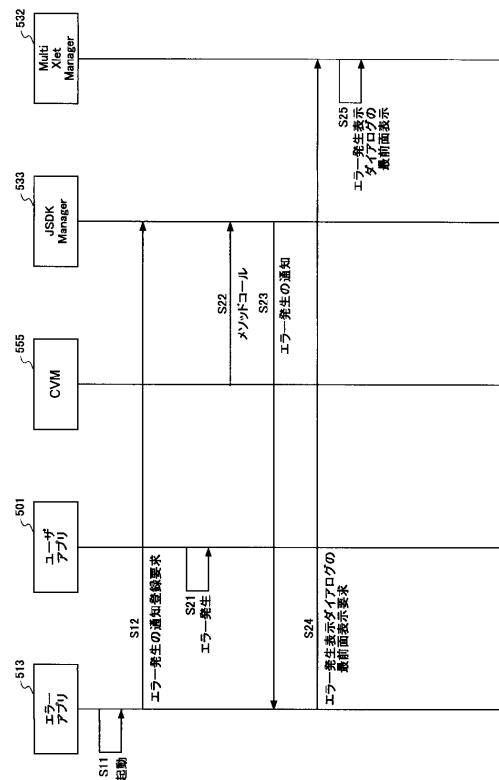 513
エラー
アプリ
501
ユーザ
アプリ
555
CVM
533
JSDK
Manager
532
Multi
Xlet
Manager
S11
起動
S12
エラー発生の通知登録要求
S21
エラー発生
S22
メソッドコール
S23
エラー発生の通知
S24
エラー発生表示ダイアログの
最前面表示要求
S25
エラー発生表示
ダイアログの
最前面表示